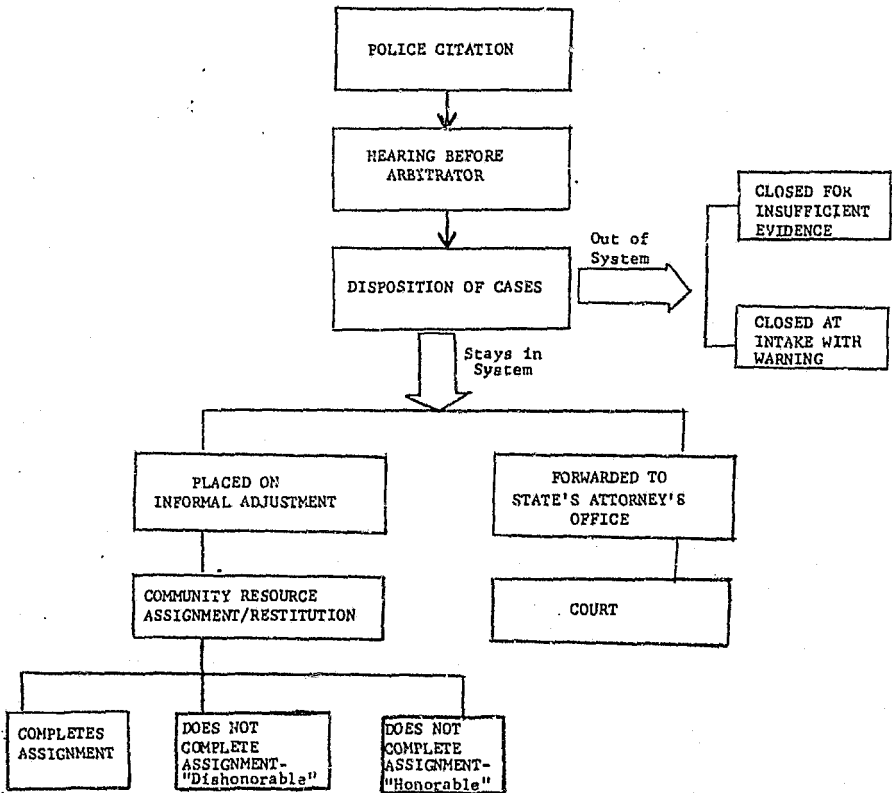 POLICE CITATION
HEARING BEFORE
ARBITRATOR
DISPOSITION OF CASES
Out of
System
CLOSED FOR
INSUFFICIENT
EVIDENCE
CLOSED AT
INTAKE WITH
WARNING
Stays in
System
PLACED ON
INFORMAL ADJUSTMENT
FORWARDED TO
STATE'S ATTORNEY'S
OFFICE
COMMUNITY RESOURCE
ASSIGNMENT/RESTITUTION
COURT
COMPLETES
ASSIGNMENT
DOES NOT
COMPLETE
ASSIGNMENT-
"Dishonorable"
DOES NOT
COMPLETE
ASSIGNMENT-
"Honorable"